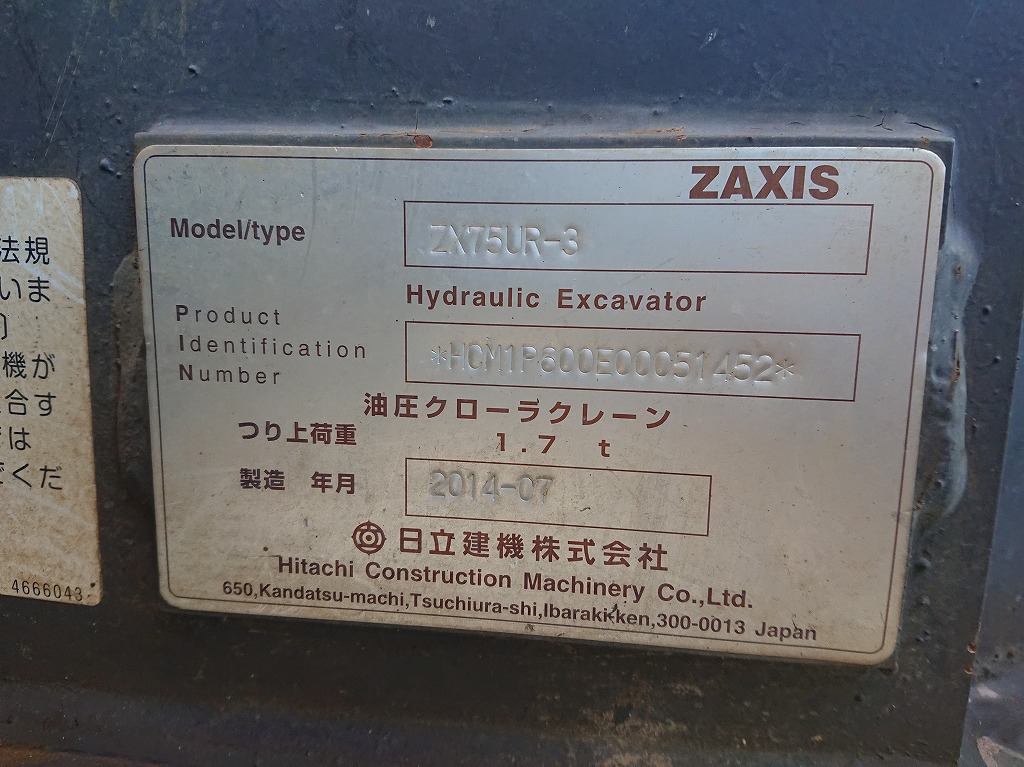 ZAXIS
Model/type ZX75UR-3
Hydraulic Excavator
Product
Identification
Number
*HCM1P600E00051452*
油圧クローラクレーン
つり上荷重 1.7 t
製造 年月 2014-07
日立建機株式会社
Hitachi Construction Machinery Co.,Ltd.
650,Kandatsu-machi,Tsuchiura-shi,Ibaraki-ken,300-0013 Japan
法規
いま
機が
合す
は
くだ
4666043